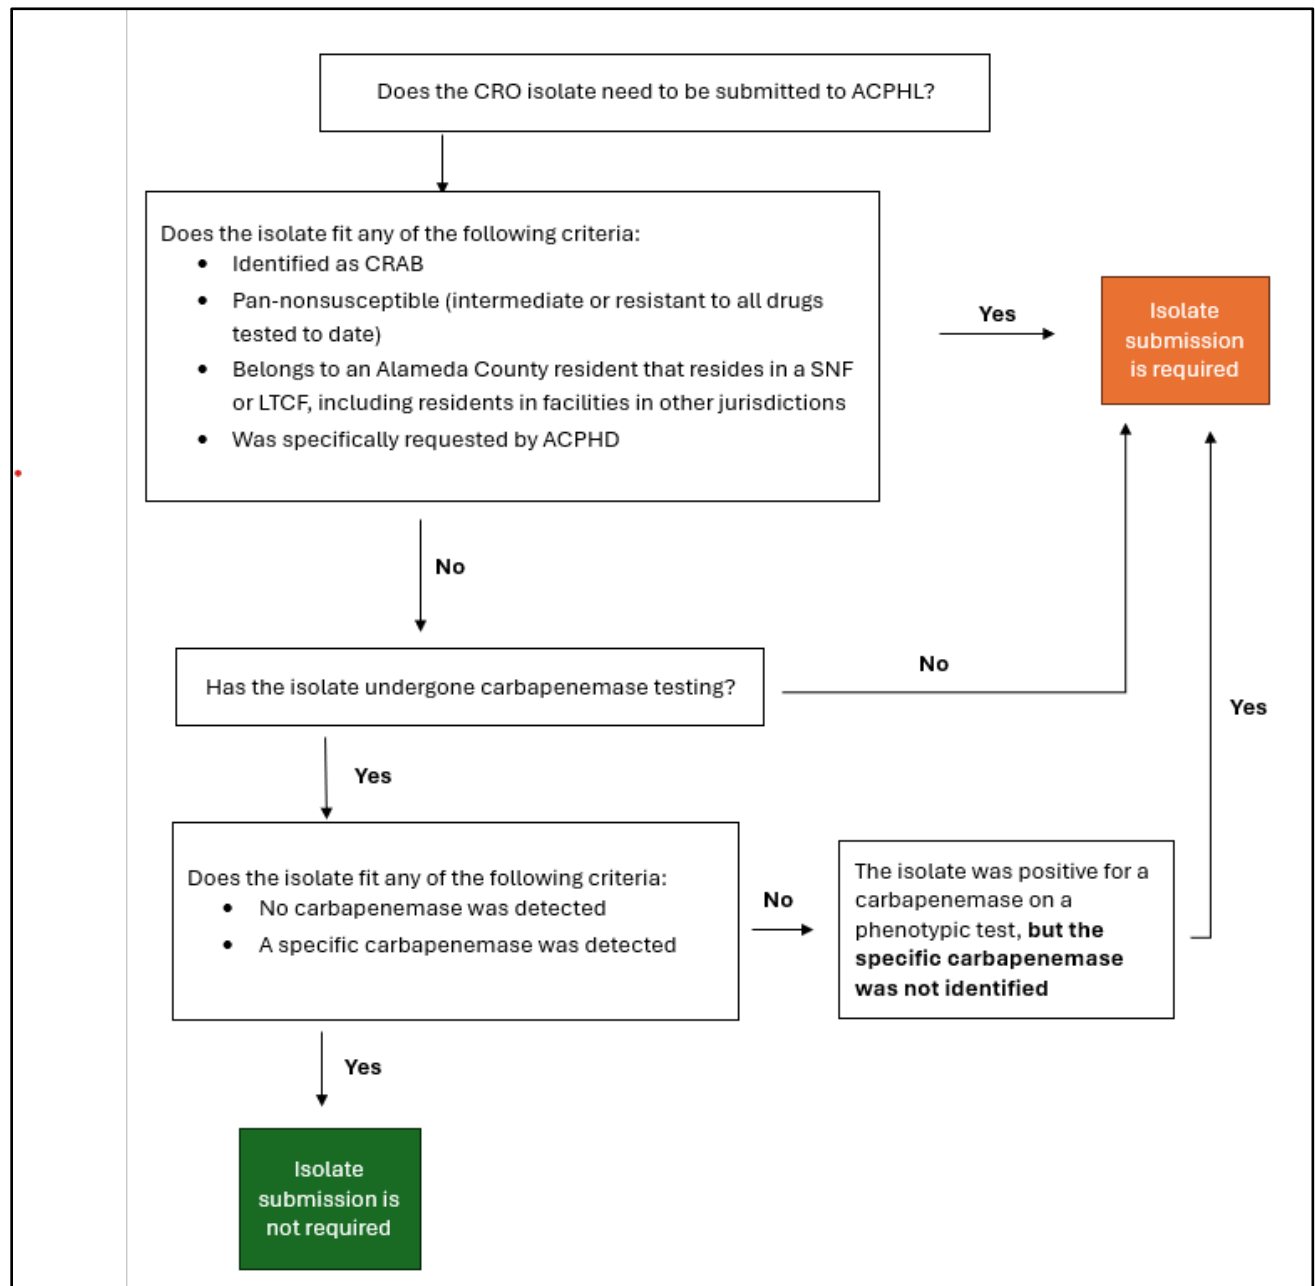 Does the CRO isolate need to be submitted to ACPHL?
Does the isolate fit any of the following criteria:
• Identified as CRAB
• Pan-nonsusceptible (intermediate or resistant to all drugs
tested to date)
• Belongs to an Alameda County resident that resides in a SNF
or LTCF, including residents in facilities in other jurisdictions
• Was specifically requested by ACPHD
Yes
Isolate
submission
is required
No
Has the isolate undergone carbapenemase testing?
No
Yes
Yes
Does the isolate fit any of the following criteria:
• No carbapenemase was detected
• A specific carbapenemase was detected
No
The isolate was positive for a
carbapenemase on a
phenotypic test, but the
specific carbapenemase
was not identified
Yes
Isolate
submission is
not required